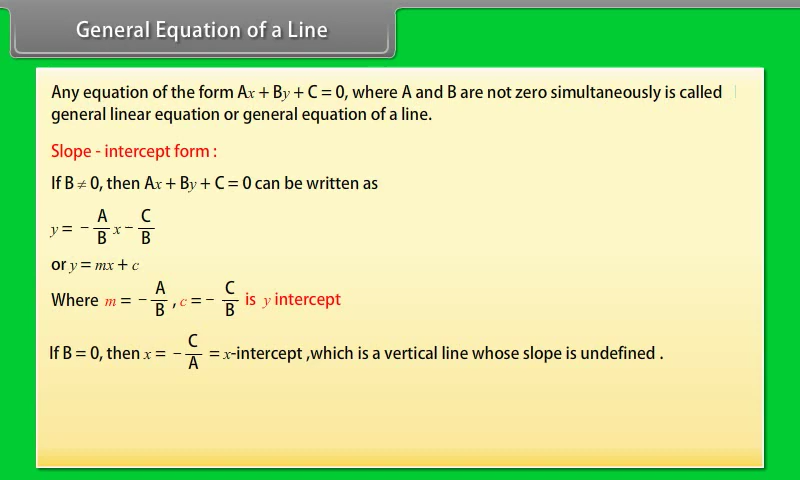 General Equation of a Line
Any equation of the form Ax + By + C = 0, where A and B are not zero simultaneously is called
general linear equation or general equation of a line.
Slope - intercept form :
If B ≠ 0, then Ax + By + C = 0 can be written as
y = − A/B x − C/B
or y = mx + c
Where m = − A/B , c = − C/B is y intercept
If B = 0, then x = − C/A = x-intercept ,which is a vertical line whose slope is undefined .